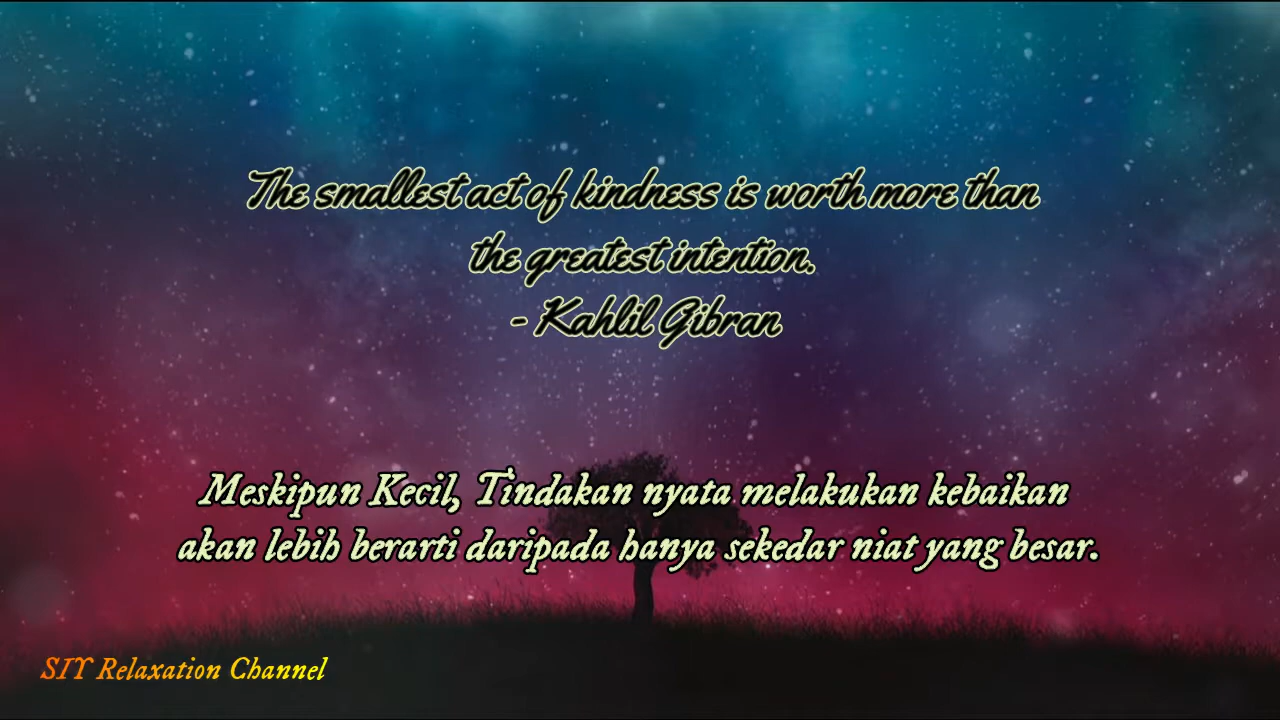 The smallest act of kindness is worth more than
the greatest intention.
- Kahlil Gibran
Meskipun Kecil, Tindakan nyata melakukan kebaikan
akan lebih berarti daripada hanya sekedar niat yang besar.
SIY Relaxation Channel